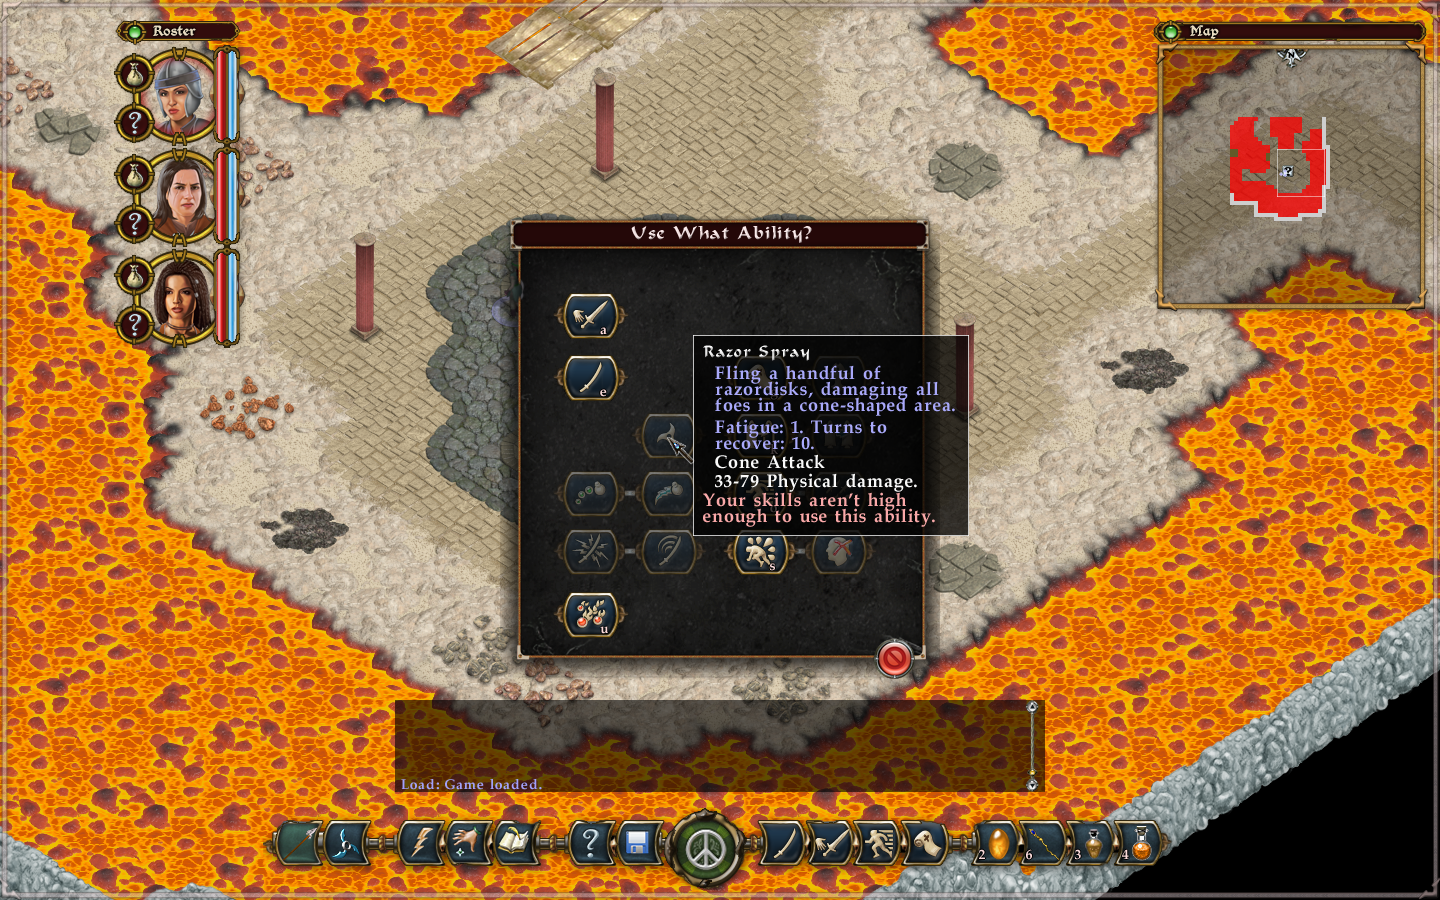 Roster
Map
N
?
?
?
Use What Ability?
a
e
Razor Spray
Fling a handful of
razordisks, damaging all
foes in a cone-shaped area.
Fatigue: 1. Turns to
recover: 10.
Cone Attack
33-79 Physical damage.
Your skills aren't high
enough to use this ability.
s
u
Load: Game loaded.
?
2
6
3
4